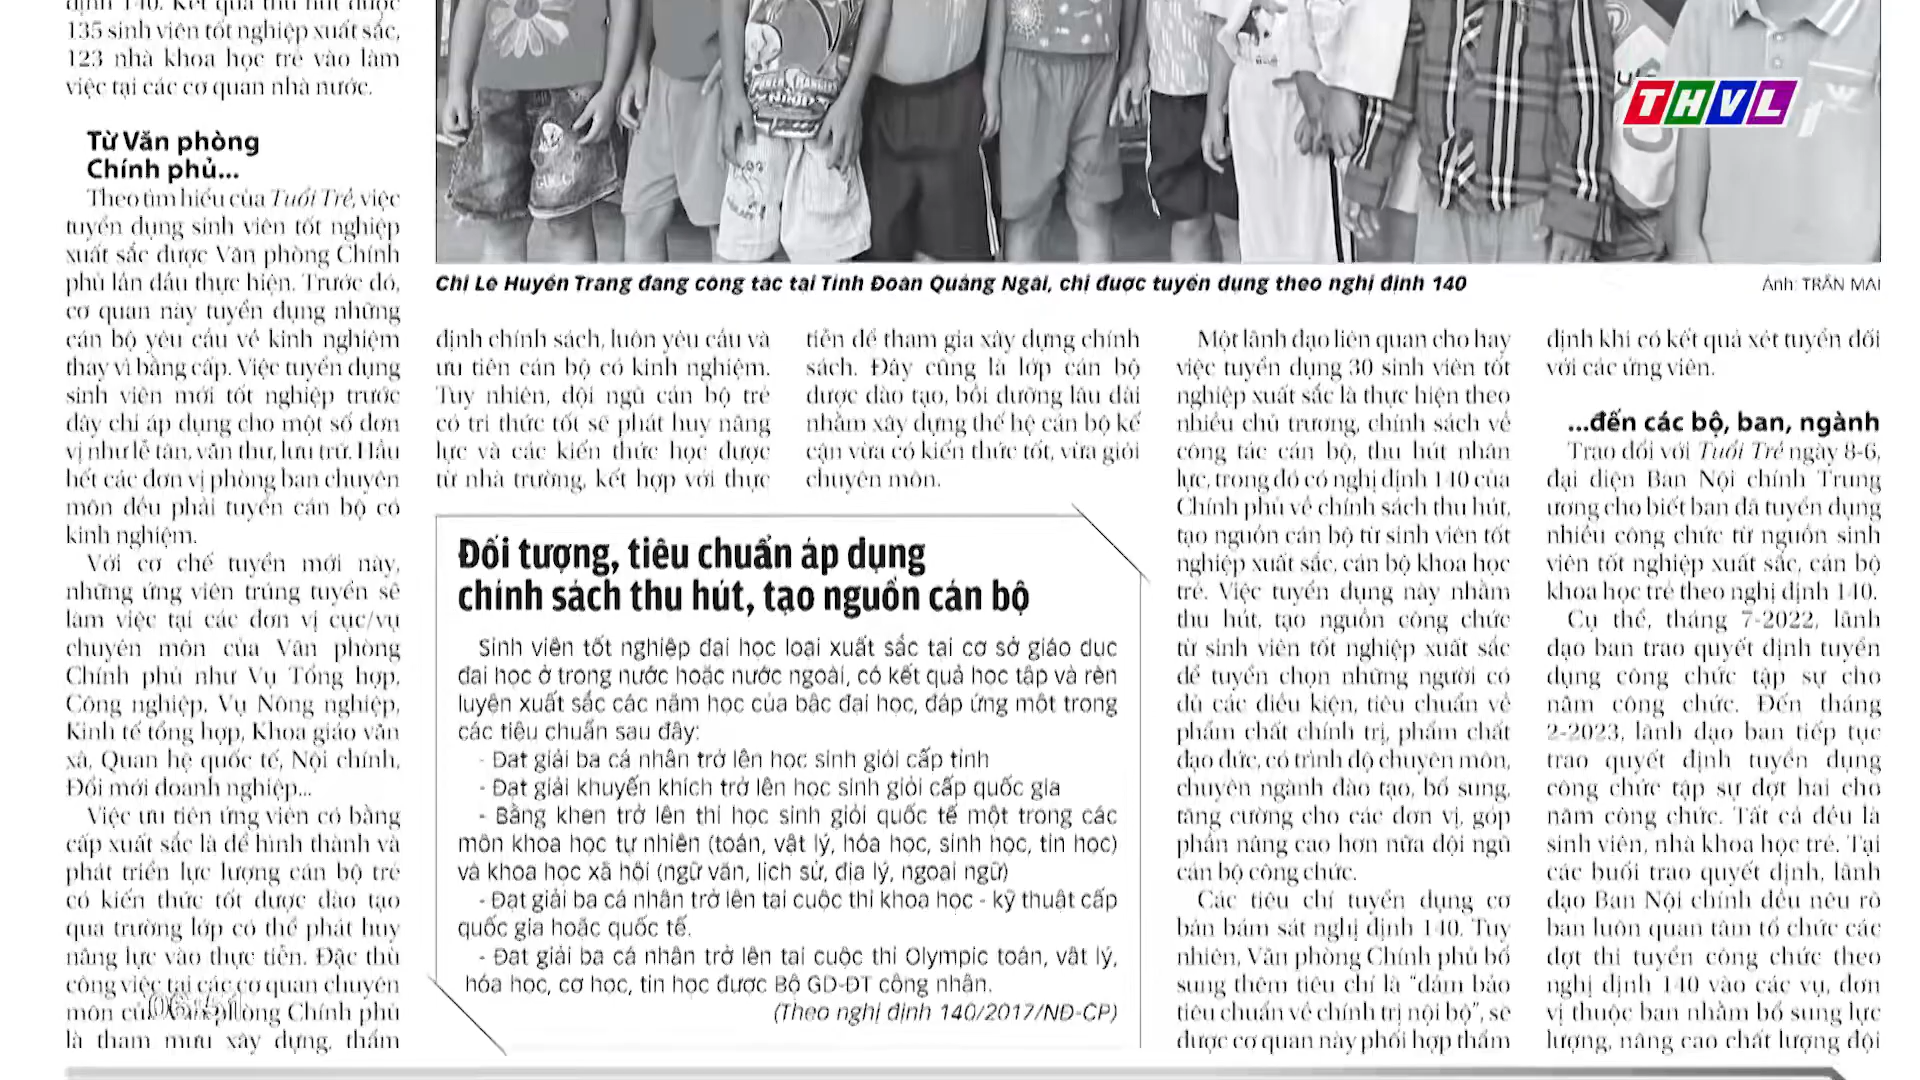 135 sinh viên tốt nghiệp xuất sắc,
123 nhà khoa học trẻ vào làm
việc tại các cơ quan nhà nước.
Từ Văn phòng
Chính phủ...
Theo tìm hiểu của Tuổi Trẻ, việc
tuyển dụng sinh viên tốt nghiệp
xuất sắc được Văn phòng Chính
phủ lần đầu thực hiện. Trước đó,
cơ quan này tuyển dụng những
cán bộ yêu cầu về kinh nghiệm
thay vì bằng cấp. Việc tuyển dụng
sinh viên mới tốt nghiệp trước
đây chỉ áp dụng cho một số đơn
vị như lễ tân, văn thư, lưu trữ. Hầu
hết các đơn vị phòng ban chuyên
môn đều phải tuyển cán bộ có
kinh nghiệm.
Với cơ chế tuyển mới này,
những ứng viên trúng tuyển sẽ
làm việc tại các đơn vị cục/vụ
chuyên môn của Văn phòng
Chính phủ như Vụ Tổng hợp,
Công nghiệp, Vụ Nông nghiệp,
Kinh tế tổng hợp, Khoa giáo văn
xã, Quan hệ quốc tế, Nội chính,
Đổi mới doanh nghiệp...
Việc ưu tiên ứng viên có bằng
cấp xuất sắc là để hình thành và
phát triển lực lượng cán bộ trẻ
có kiến thức tốt được đào tạo
qua trường lớp có thể phát huy
năng lực vào thực tiễn. Đặc thù
công việc tại các cơ quan chuyên
môn của Văn phòng Chính phủ
là tham mưu xây dựng, thẩm
THVL
Chị Lê Huyền Trang đang công tác tại Tỉnh Đoàn Quảng Ngãi, chị được tuyển dụng theo nghị định 140
Ảnh: TRẦN MAI
định chính sách, luôn yêu cầu và
ưu tiên cán bộ có kinh nghiệm.
Tuy nhiên, đội ngũ cán bộ trẻ
có tri thức tốt sẽ phát huy năng
lực và các kiến thức học được
từ nhà trường, kết hợp với thực
tiễn để tham gia xây dựng chính
sách. Đây cũng là lớp cán bộ
được đào tạo, bồi dưỡng lâu dài
nhằm xây dựng thế hệ cán bộ kế
cận vừa có kiến thức tốt, vừa giỏi
chuyên môn.
Đối tượng, tiêu chuẩn áp dụng
chính sách thu hút, tạo nguồn cán bộ
Sinh viên tốt nghiệp đại học loại xuất sắc tại cơ sở giáo dục
đại học ở trong nước hoặc nước ngoài, có kết quả học tập và rèn
luyện xuất sắc các năm học của bậc đại học, đáp ứng một trong
các tiêu chuẩn sau đây:
- Đạt giải ba cá nhân trở lên học sinh giỏi cấp tỉnh
- Đạt giải khuyến khích trở lên học sinh giỏi cấp quốc gia
- Bằng khen trở lên thi học sinh giỏi quốc tế một trong các
môn khoa học tự nhiên (toán, vật lý, hóa học, sinh học, tin học)
và khoa học xã hội (ngữ văn, lịch sử, địa lý, ngoại ngữ)
- Đạt giải ba cá nhân trở lên tại cuộc thi khoa học - kỹ thuật cấp
quốc gia hoặc quốc tế.
- Đạt giải ba cá nhân trở lên tại cuộc thi Olympic toán, vật lý,
hóa học, cơ học, tin học được Bộ GD-ĐT công nhận.
(Theo nghị định 140/2017/NĐ-CP)
Một lãnh đạo liên quan cho hay
việc tuyển dụng 30 sinh viên tốt
nghiệp xuất sắc là thực hiện theo
nhiều chủ trương, chính sách về
công tác cán bộ, thu hút nhân
lực, trong đó có nghị định 140 của
Chính phủ về chính sách thu hút,
tạo nguồn cán bộ từ sinh viên tốt
nghiệp xuất sắc, cán bộ khoa học
trẻ. Việc tuyển dụng này nhằm
thu hút, tạo nguồn công chức
từ sinh viên tốt nghiệp xuất sắc
để tuyển chọn những người có
đủ các điều kiện, tiêu chuẩn về
phẩm chất chính trị, phẩm chất
đạo đức, có trình độ chuyên môn,
chuyên ngành đào tạo, bổ sung,
tăng cường cho các đơn vị, góp
phần nâng cao hơn nữa đội ngũ
cán bộ công chức.
Các tiêu chí tuyển dụng cơ
bản bám sát nghị định 140. Tuy
nhiên, Văn phòng Chính phủ bổ
sung thêm tiêu chí là "đảm bảo
tiêu chuẩn về chính trị nội bộ", sẽ
được cơ quan này phối hợp thẩm
định khi có kết quả xét tuyển đối
với các ứng viên.
...đến các bộ, ban, ngành
Trao đổi với Tuổi Trẻ ngày 8-6,
đại diện Ban Nội chính Trung
ương cho biết ban đã tuyển dụng
nhiều công chức từ nguồn sinh
viên tốt nghiệp xuất sắc, cán bộ
khoa học trẻ theo nghị định 140.
Cụ thể, tháng 7-2022, lãnh
đạo ban trao quyết định tuyển
dụng công chức tập sự cho
năm công chức. Đến tháng
2-2023, lãnh đạo ban tiếp tục
trao quyết định tuyển dụng
công chức tập sự đợt hai cho
năm công chức. Tất cả đều là
sinh viên, nhà khoa học trẻ. Tại
các buổi trao quyết định, lãnh
đạo Ban Nội chính đều nêu rõ
ban luôn quan tâm tổ chức các
đợt thi tuyển công chức theo
nghị định 140 vào các vụ, đơn
vị thuộc ban nhằm bổ sung lực
lượng, nâng cao chất lượng đội
06:51